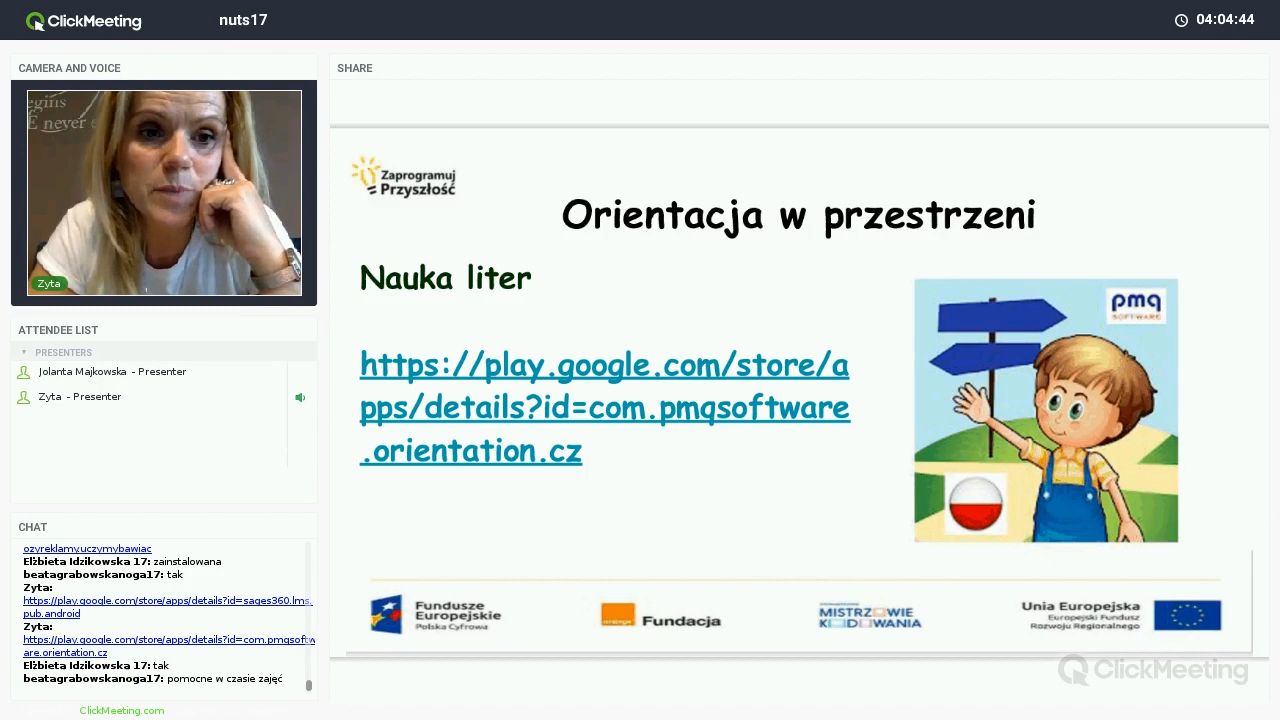 ClickMeeting
nuts17
04:04:44
CAMERA AND VOICE
egins
E never
Zyta
ATTENDEE LIST
PRESENTERS
Jolanta Majkowska - Presenter
Zyta - Presenter
CHAT
ozyreklamy.uczymybawiac
Elżbieta Idzikowska 17: zainstalowana
beatagrabowskanoga17: tak
Zyta:
https://play.google.com/store/apps/details?id=sages360.lms.
pub.android
Zyta:
https://play.google.com/store/apps/details?id=com.pmqsoftw
are.orientation.cz
Elżbieta Idzikowska 17: tak
beatagrabowskanoga17: pomocne w czasie zajęć
ClickMeeting.com
SHARE
Zaprogramuj
Przyszłość
Orientacja w przestrzeni
Nauka liter
https://play.google.com/store/a
pps/details?id=com.pmqsoftware
.orientation.cz
pmq
SOFTWARE
Fundusze
Europejskie
Polska Cyfrowa
orange
Fundacja
MISTRZOWIE
KODOWANIA
Unia Europejska
Europejski Fundusz
Rozwoju Regionalnego
ClickMeeting